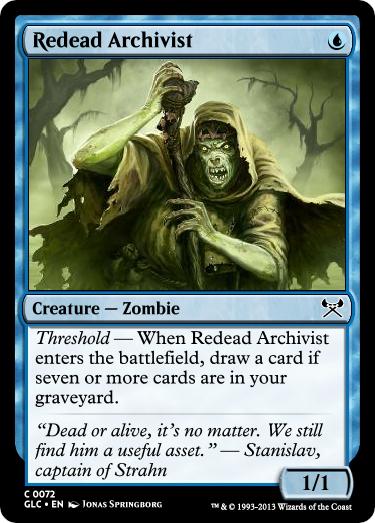 Redead Archivist
Creature — Zombie
Threshold — When Redead Archivist
enters the battlefield, draw a card if
seven or more cards are in your
graveyard.
“Dead or alive, it’s no matter. We still
find him a useful asset.” — Stanislav,
captain of Strahn
1/1
C 0072
GLC • EN Jonas Springborg
™ & © 1993-2013 Wizards of the Coast